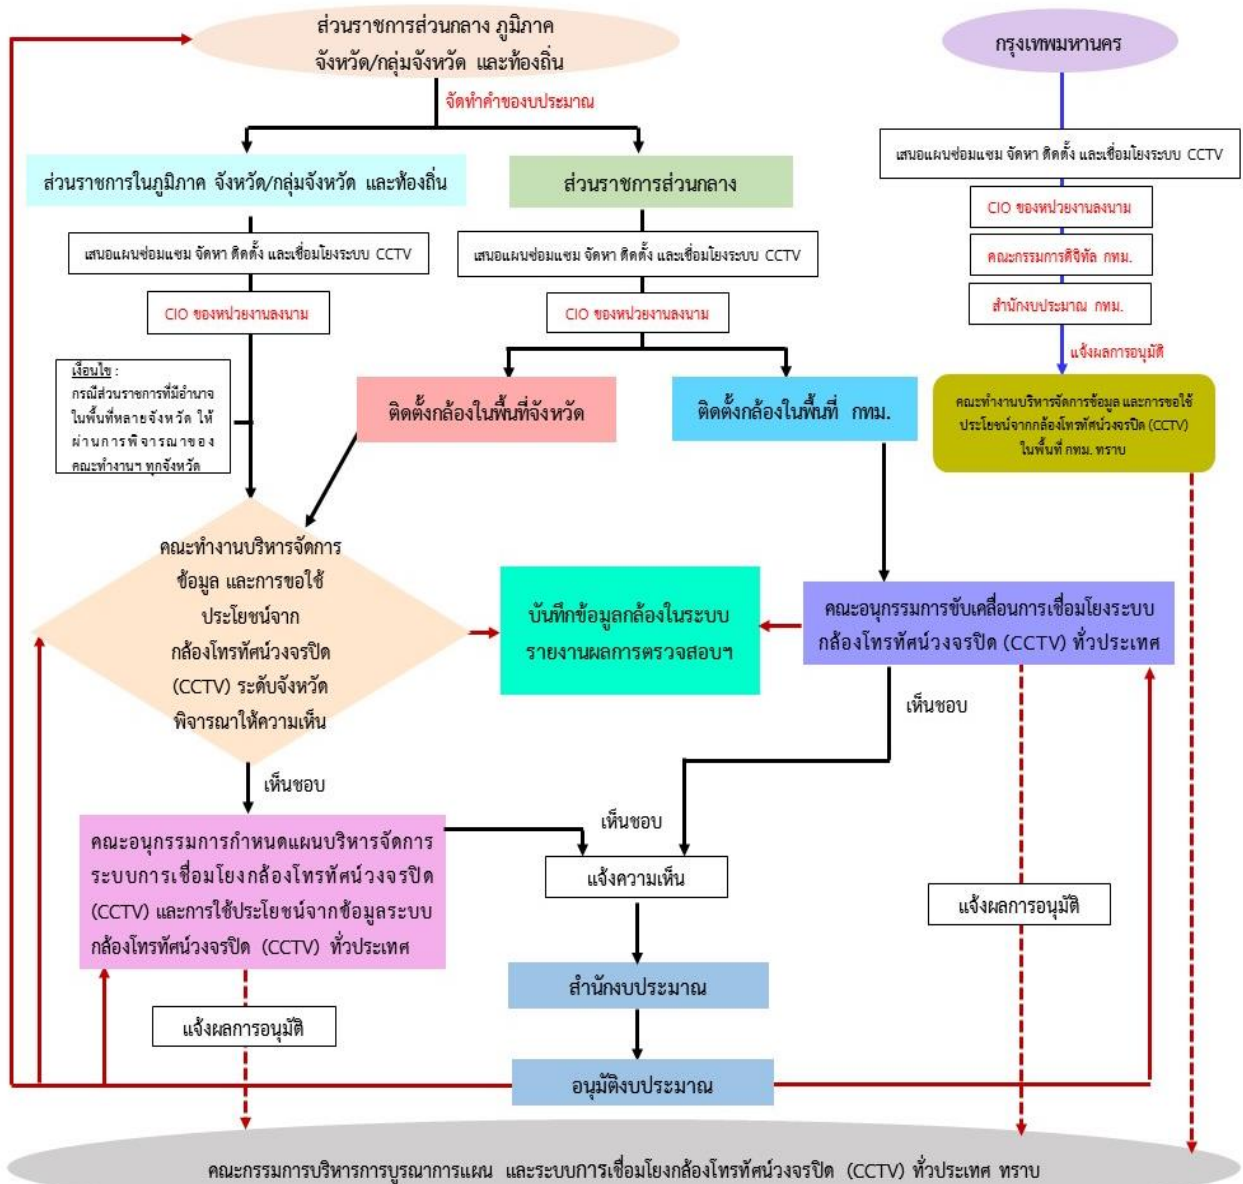 ส่วนราชการส่วนกลาง ภูมิภาค
จังหวัด/กลุ่มจังหวัด และท้องถิ่น
กรุงเทพมหานคร
จัดทำคำของบประมาณ
ส่วนราชการในภูมิภาค จังหวัด/กลุ่มจังหวัด และท้องถิ่น
ส่วนราชการส่วนกลาง
เสนอแผนซ่อมแซม จัดหา ติดตั้ง และเชื่อมโยงระบบ CCTV
เสนอแผนซ่อมแซม จัดหา ติดตั้ง และเชื่อมโยงระบบ CCTV
เสนอแผนซ่อมแซม จัดหา ติดตั้ง และเชื่อมโยงระบบ CCTV
CIO ของหน่วยงานลงนาม
CIO ของหน่วยงานลงนาม
CIO ของหน่วยงานลงนาม
คณะกรรมการดิจิทัล กทม.
สำนักงบประมาณ กทม.
แจ้งผลการอนุมัติ
เงื่อนไข :
กรณีส่วนราชการที่มีอำนาจ
ในพื้นที่หลายจังหวัด ให้
ผ่านการพิจารณาของ
คณะทำงานฯ ทุกจังหวัด
ติดตั้งกล้องในพื้นที่จังหวัด
ติดตั้งกล้องในพื้นที่ กทม.
คณะทำงานบริหารจัดการข้อมูล และการขอใช้
ประโยชน์จากกล้องโทรทัศน์วงจรปิด (CCTV)
ในพื้นที่ กทม. ทราบ
คณะทำงานบริหารจัดการ
ข้อมูล และการขอใช้
ประโยชน์จาก
กล้องโทรทัศน์วงจรปิด
(CCTV) ระดับจังหวัด
พิจารณาให้ความเห็น
บันทึกข้อมูลกล้องในระบบ
รายงานผลการตรวจสอบฯ
คณะอนุกรรมการขับเคลื่อนการเชื่อมโยงระบบ
กล้องโทรทัศน์วงจรปิด (CCTV) ทั่วประเทศ
เห็นชอบ
เห็นชอบ
เห็นชอบ
คณะอนุกรรมการกำหนดแผนบริหารจัดการ
ระบบการเชื่อมโยงกล้องโทรทัศน์วงจรปิด
(CCTV) และการใช้ประโยชน์จากข้อมูลระบบ
กล้องโทรทัศน์วงจรปิด (CCTV) ทั่วประเทศ
แจ้งความเห็น
แจ้งผลการอนุมัติ
สำนักงบประมาณ
แจ้งผลการอนุมัติ
อนุมัติงบประมาณ
คณะกรรมการบริหารการบูรณาการแผน และระบบการเชื่อมโยงกล้องโทรทัศน์วงจรปิด (CCTV) ทั่วประเทศ ทราบ